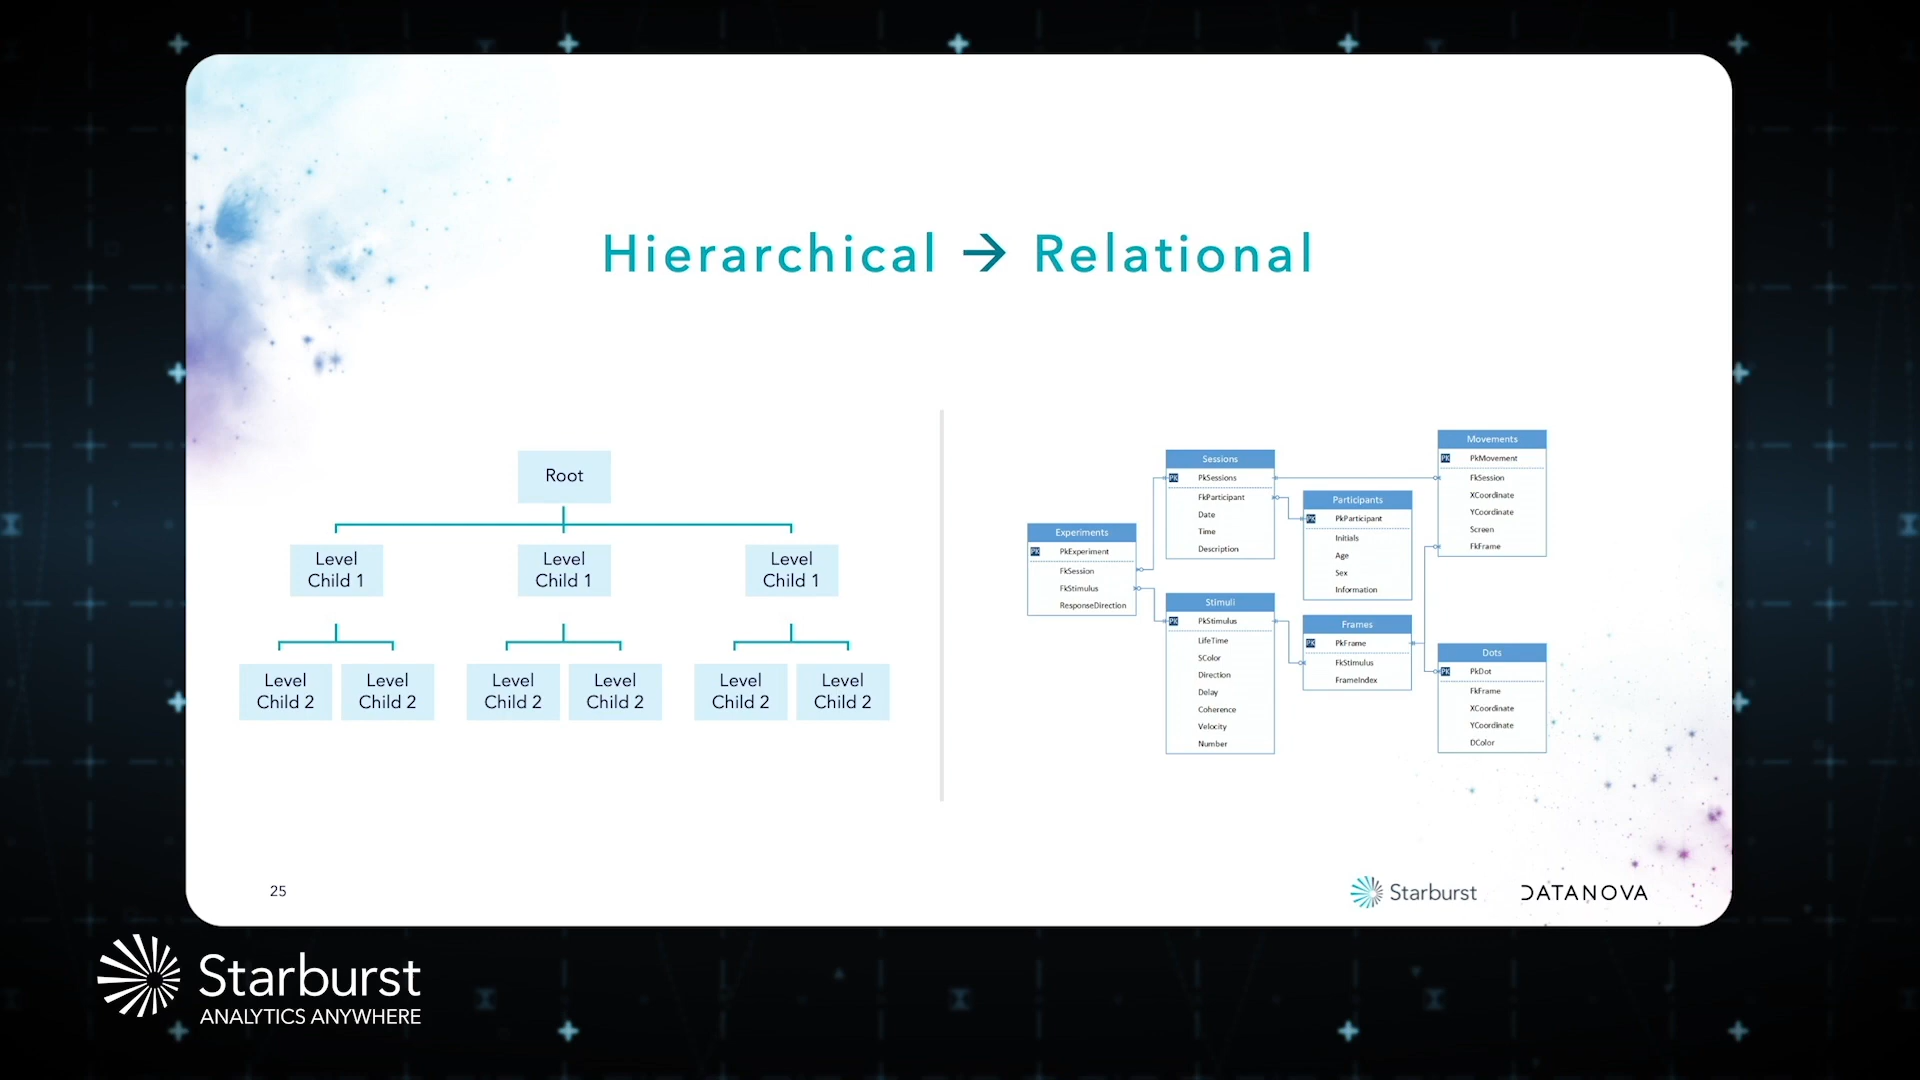 Hierarchical → Relational
Root
Level
Child 1
Level
Child 1
Level
Child 1
Level
Child 2
Level
Child 2
Level
Child 2
Level
Child 2
Level
Child 2
Level
Child 2
Experiments
PK PkExperiment
FkSession
FkStimulus
ResponseDirection
Sessions
PK PkSessions
FkParticipant
Date
Time
Description
Stimuli
PK PkStimulus
LifeTime
SColor
Direction
Delay
Coherence
Velocity
Number
Participants
PK PkParticipant
Initials
Age
Sex
Information
Frames
PK PkFrame
FkStimulus
FrameIndex
Movements
PK PkMovement
FkSession
XCoordinate
YCoordinate
Screen
FkFrame
Dots
PK PkDot
FkFrame
XCoordinate
YCoordinate
DColor
25
Starburst
DATANOVA
Starburst
ANALYTICS ANYWHERE